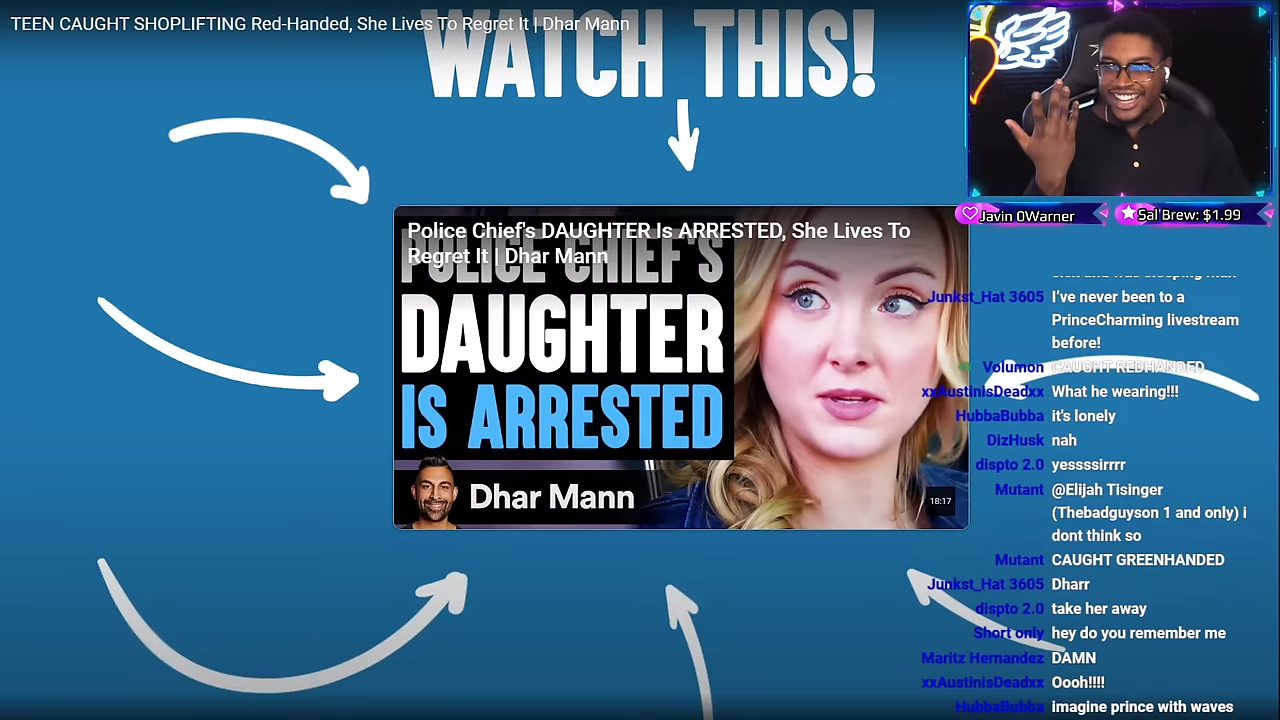 TEEN CAUGHT SHOPLIFTING Red-Handed, She Lives To Regret It | Dhar Mann
WATCH THIS!
Police Chief's DAUGHTER Is ARRESTED, She Lives To
Regret It | Dhar Mann
POLICE CHIEF'S
DAUGHTER
IS ARRESTED
Dhar Mann
18:17
Javin 0Warner
Sal Brew: $1.99
Junkst_Hat 3605 I've never been to a
PrinceCharming livestream
before!
Volumon CAUGHT REDHANDED
xxAustinisDeadxx What he wearing!!!
HubbaBubba it's lonely
DizHusk nah
dispto 2.0 yessssirrrr
Mutant @Elijah Tisinger
(Thebadguyson 1 and only) i
dont think so
Mutant CAUGHT GREENHANDED
Junkst_Hat 3605 Dharr
dispto 2.0 take her away
Short only hey do you remember me
Maritz Hernandez DAMN
xxAustinisDeadxx Oooh!!!!
HubbaBubba imagine prince with waves